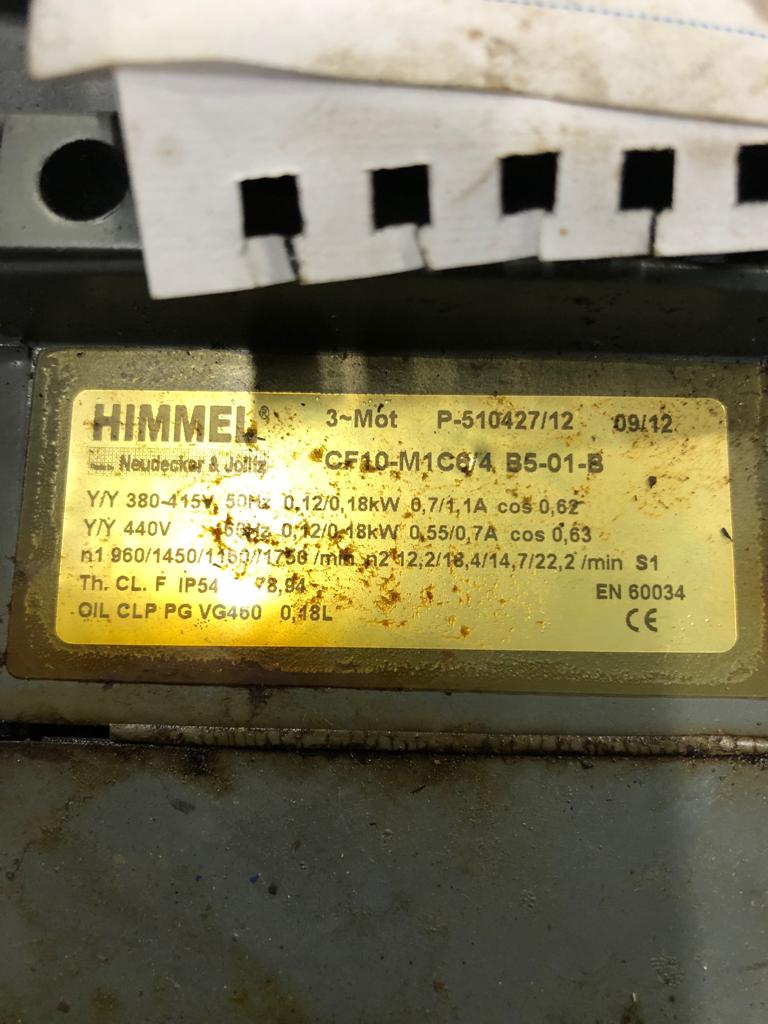 HIMMEL® 3~Mot P-510427/12 09/12
Neudecker & Jolitz CF10-M1C6/4 B5-01-B
Y/Y 380-415V 50Hz 0,12/0,18kW 0,7/1,1A cos 0,62
Y/Y 440V 60Hz 0,12/0,18kW 0,55/0,7A cos 0,63
n1 960/1450/1160/1750 /min n2 12,2/18,4/14,7/22,2 /min S1
Th. CL. F IP54 78,94 EN 60034
OIL CLP PG VG460 0,48L CE